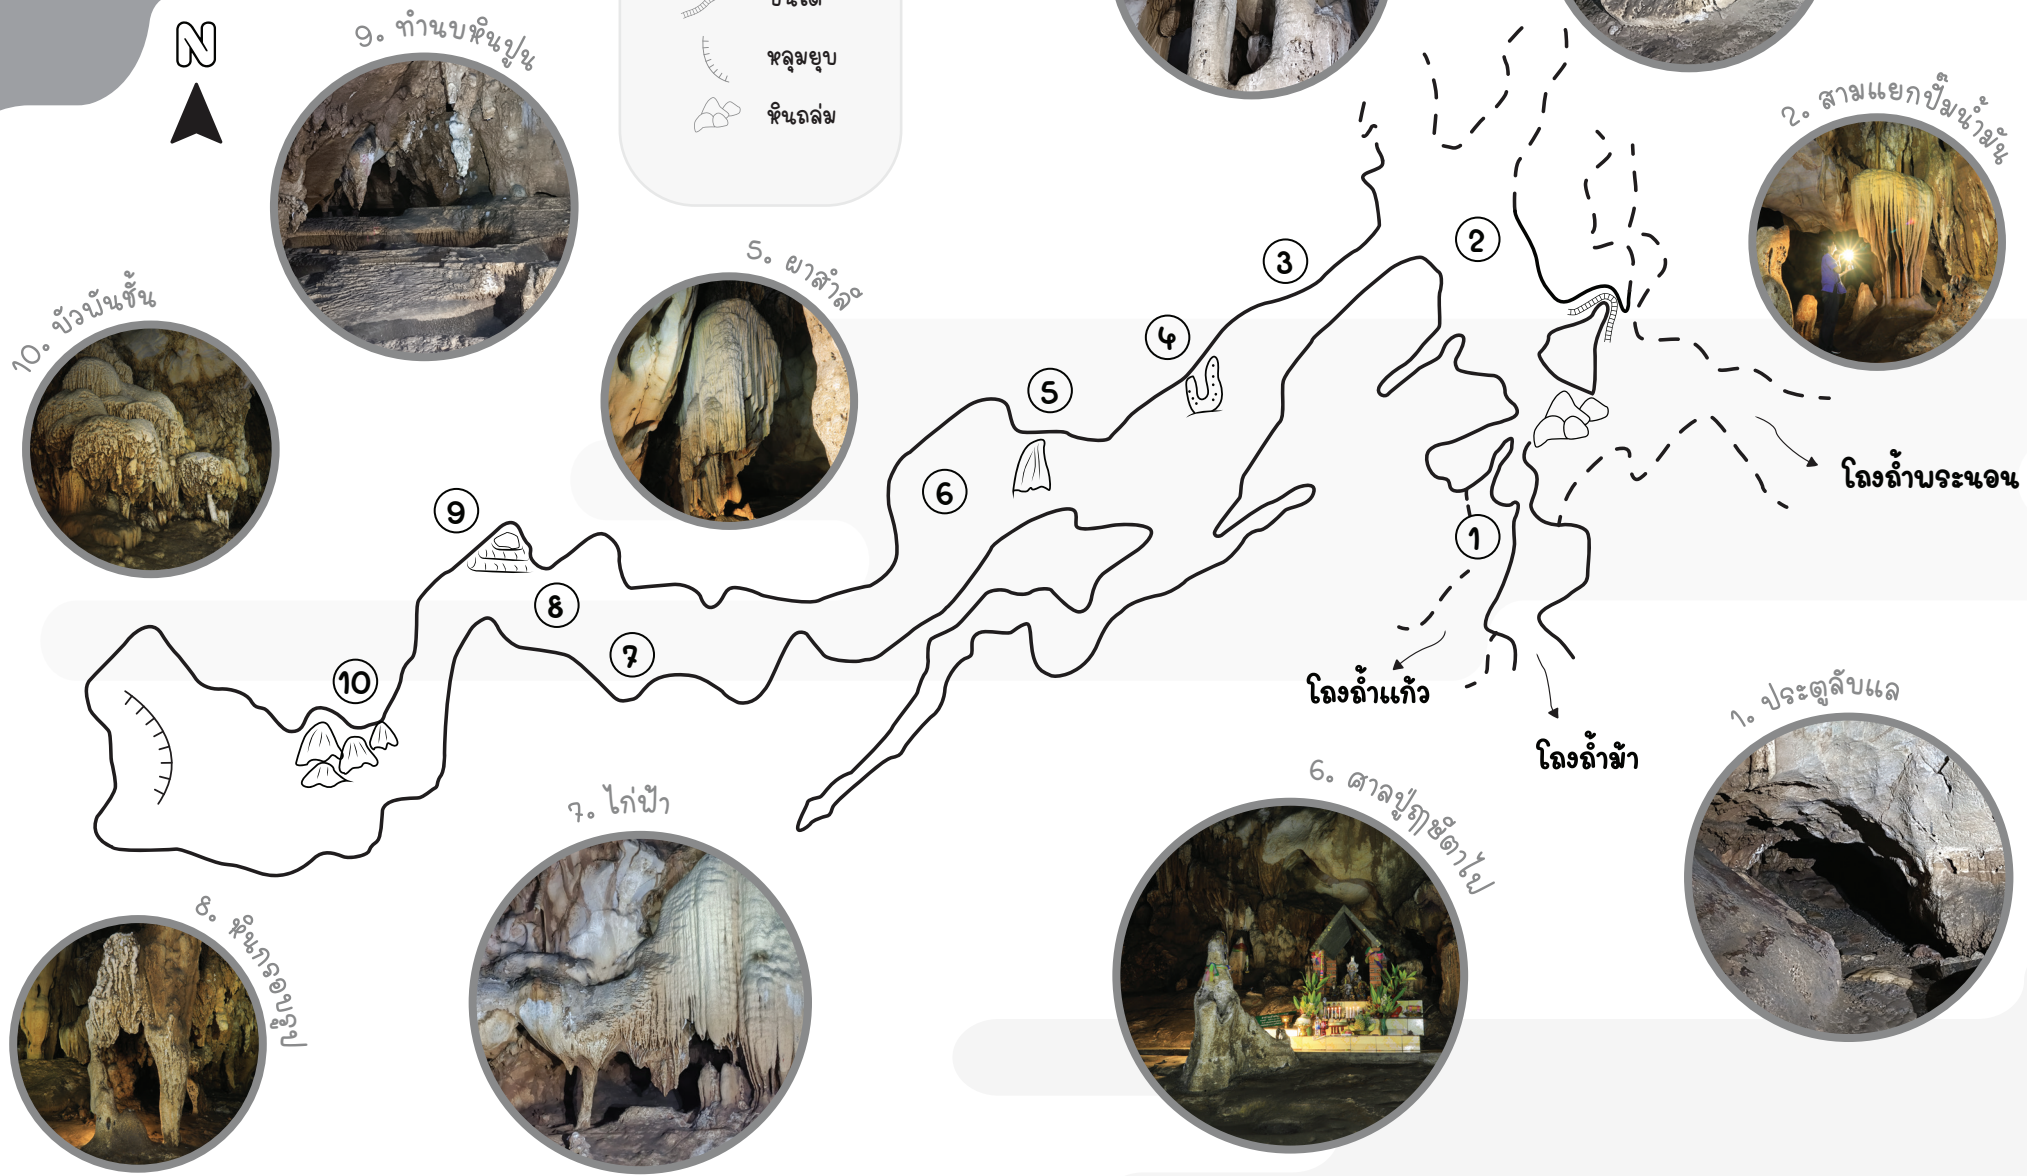 N
9. ทำนบหินปูน
หลุมยุบ
หินถล่ม
2. สามแยกปั๊มน้ำมัน
2
3
5. ผาสำลี
4
10. บัวพันชั้น
5
โถงถ้ำพระนอน
6
9
1
8
7
10
โถงถ้ำแก้ว
1. ประตูลับแล
โถงถ้ำม้า
6. ศาลปู่ฤๅษีตาไฟ
7. ไก่ฟ้า
8. หินกรอบรูป